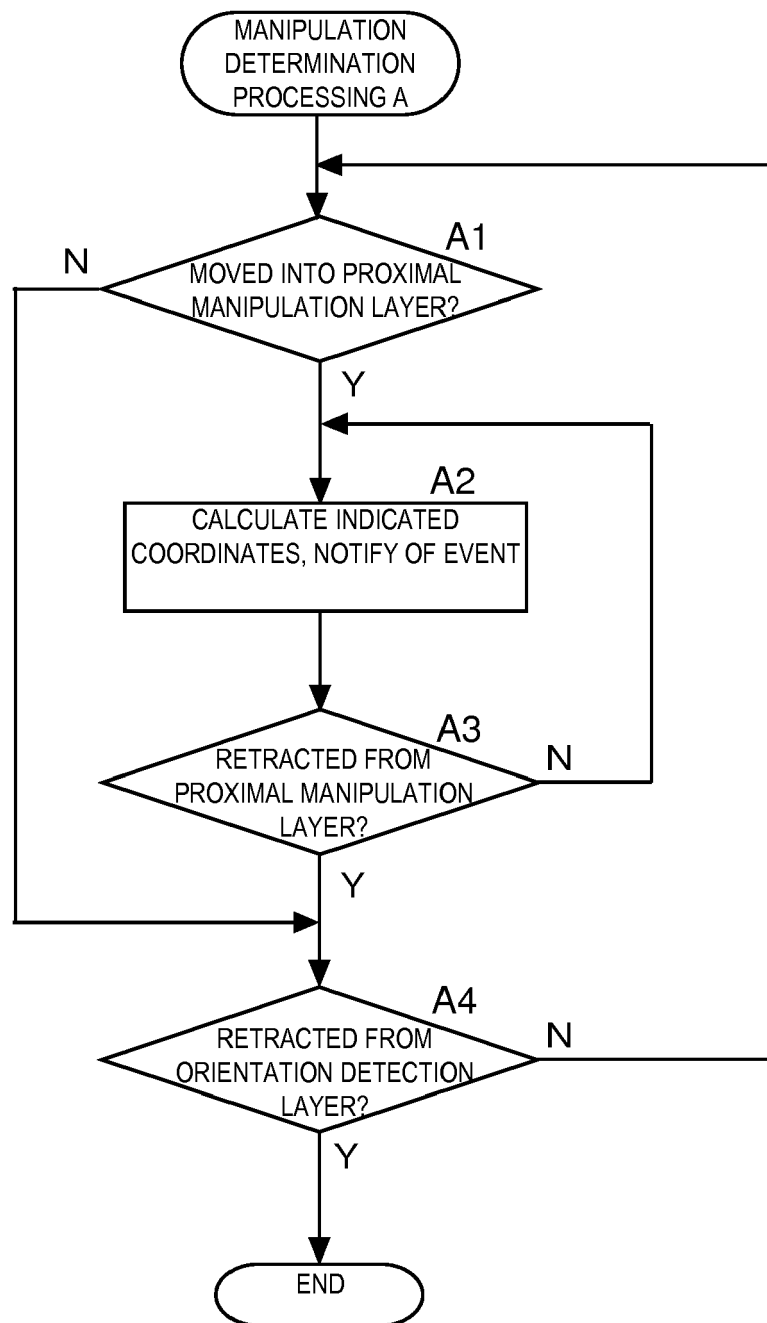 MANIPULATION
DETERMINATION
PROCESSING A
A1
N
MOVED INTO PROXIMAL
MANIPULATION LAYER?
Y
A2
CALCULATE INDICATED
COORDINATES, NOTIFY OF EVENT
A3
RETRACTED FROM
N
PROXIMAL MANIPULATION
LAYER?
Y
A4
RETRACTED FROM
N
ORIENTATION DETECTION
LAYER?
Y
END